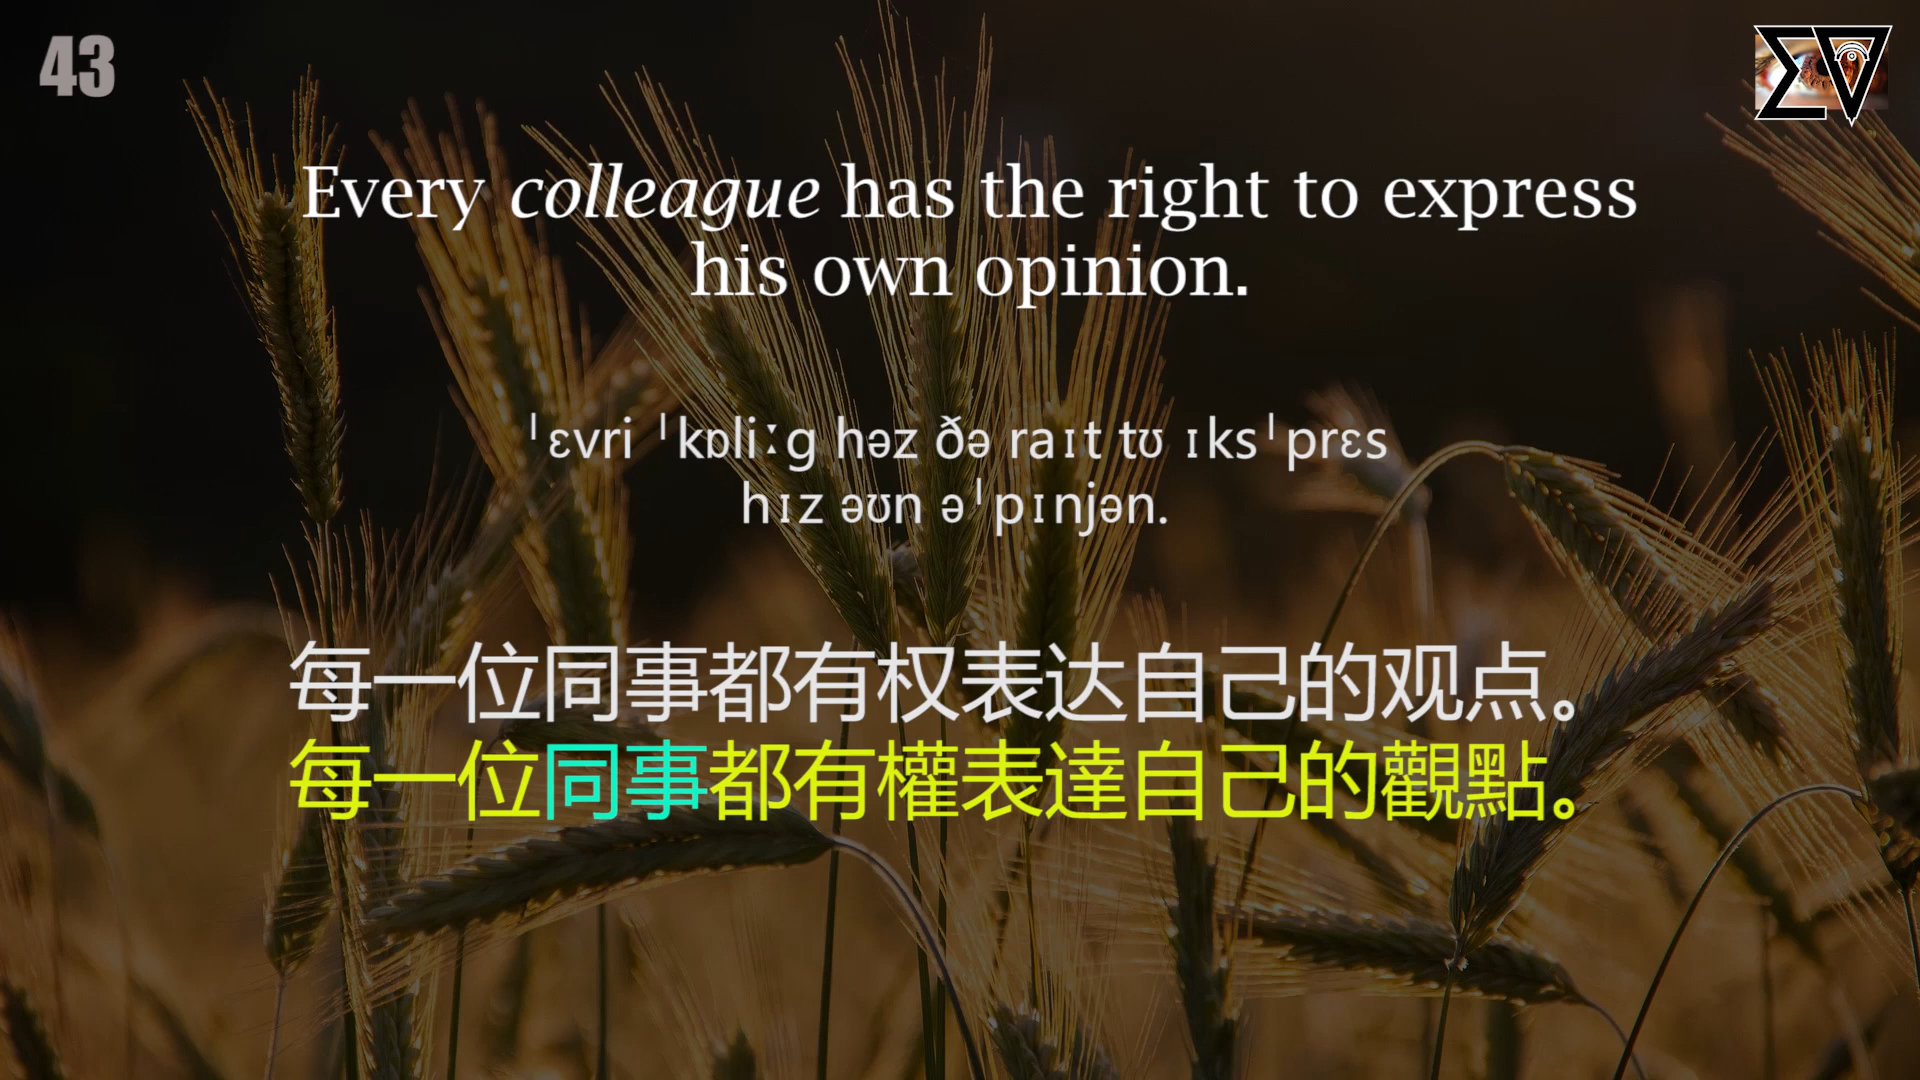 43
Every colleague has the right to express
his own opinion.
ˈɛvri ˈkɒliːg həz ðə raɪt tʊ ɪksˈprɛs
hɪz əʊn əˈpɪnjən.
每一位同事都有权表达自己的观点。
每一位同事都有權表達自己的觀點。